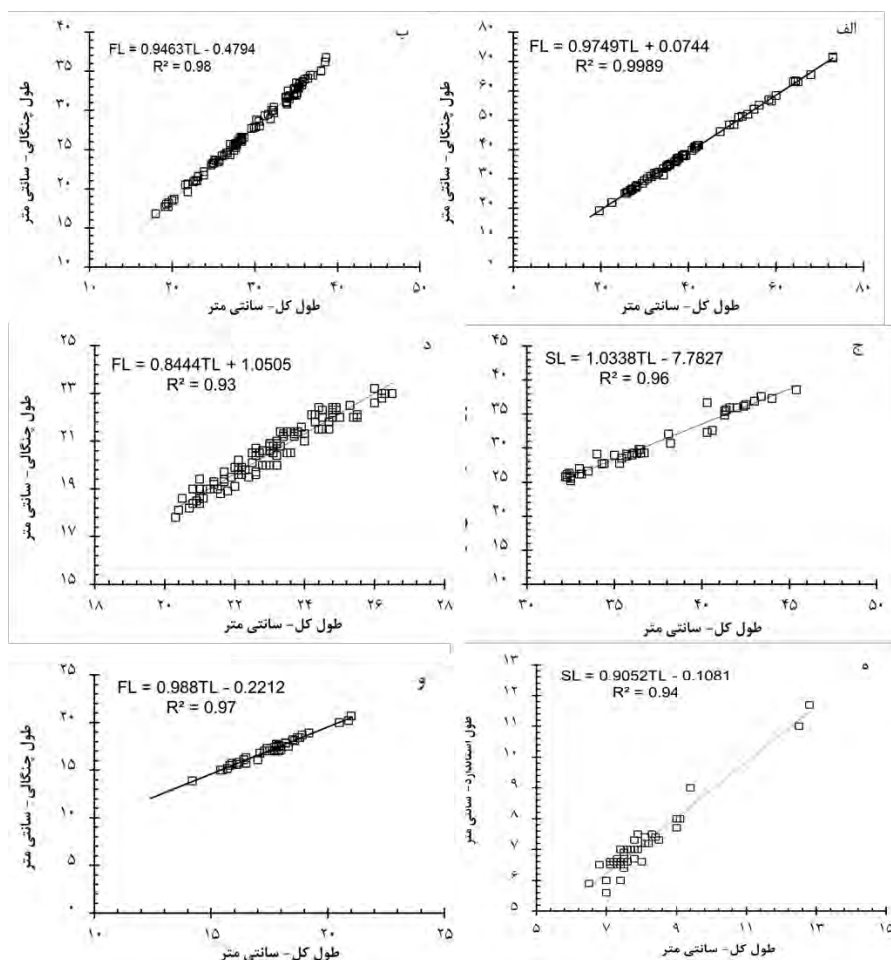 الف
FL = 0.9749TL + 0.0744
R² = 0.9989
۷۰
۵۰
۳۰
۱۰
۰ ۲۰ ۴۰ ۶۰ ۸۰
طول چنگالی - سانتی متر
طول کل- سانتی متر
ب
FL = 0.9463TL - 0.4794
R² = 0.98
۴۰
۳۵
۳۰
۲۵
۲۰
۱۵
۱۰
۱۰ ۲۰ ۳۰ ۴۰ ۵۰
طول چنگالی - سانتی متر
طول کل- سانتی متر
ج
SL = 1.0338TL - 7.7827
R² = 0.96
۴۵
۴۰
۳۵
۳۰
۲۵
۲۰
۱۵
۱۰
۳۰ ۳۵ ۴۰ ۴۵ ۵۰
طول کل- سانتی متر
د
FL = 0.8444TL + 1.0505
R² = 0.93
۲۵
۲۳
۲۱
۱۹
۱۷
۱۵
۱۸ ۲۰ ۲۲ ۲۴ ۲۶ ۲۸
طول چنگالی - سانتی متر
طول کل- سانتی متر
ه
SL = 0.9052TL - 0.1081
R² = 0.94
۱۳
۱۲
۱۱
۱۰
۹
۸
۷
۶
۵
۵ ۷ ۹ ۱۱ ۱۳ ۱۵
طول استاندارد- سانتی متر
طول کل- سانتی متر
و
FL = 0.988TL - 0.2212
R² = 0.97
۲۵
۲۰
۱۵
۱۰
۵
۰
۱۰ ۱۵ ۲۰ ۲۵
طول چنگالی - سانتی متر
طول کل- سانتی متر